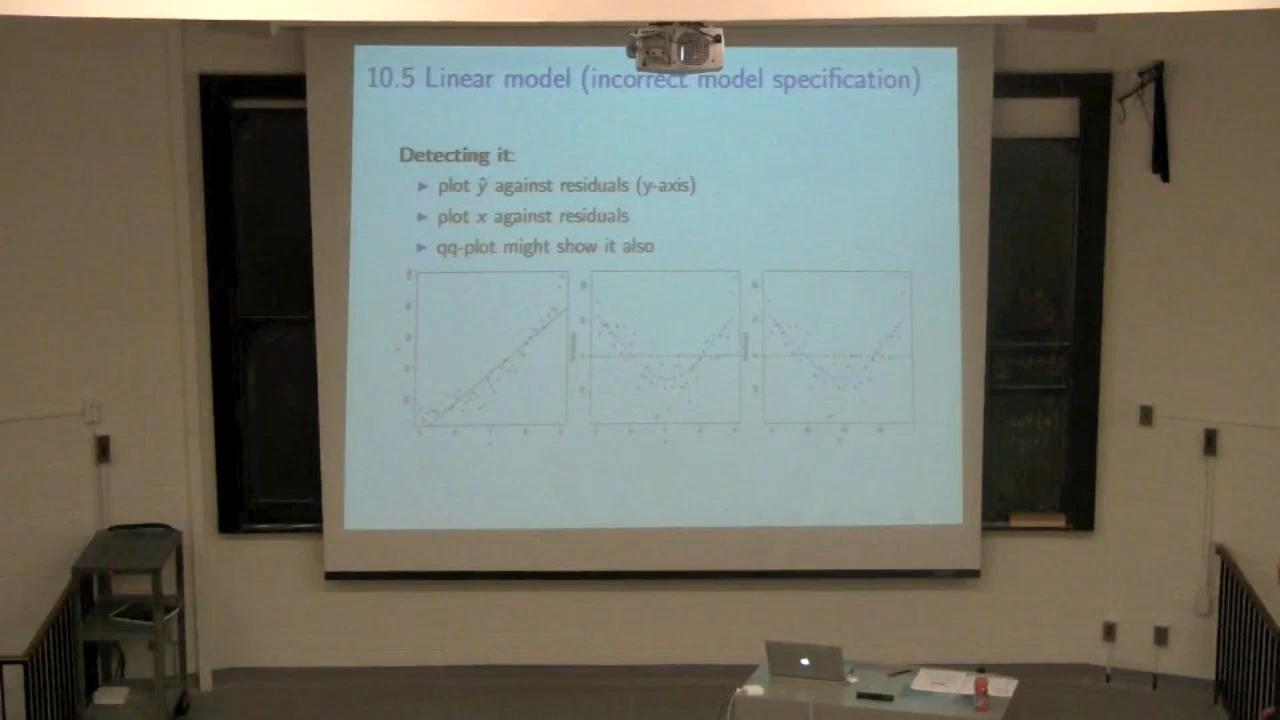 10.5 Linear model (incorrect model specification)
Detecting it:
▶ plot ŷ against residuals (y-axis)
▶ plot x against residuals
▶ qq-plot might show it also